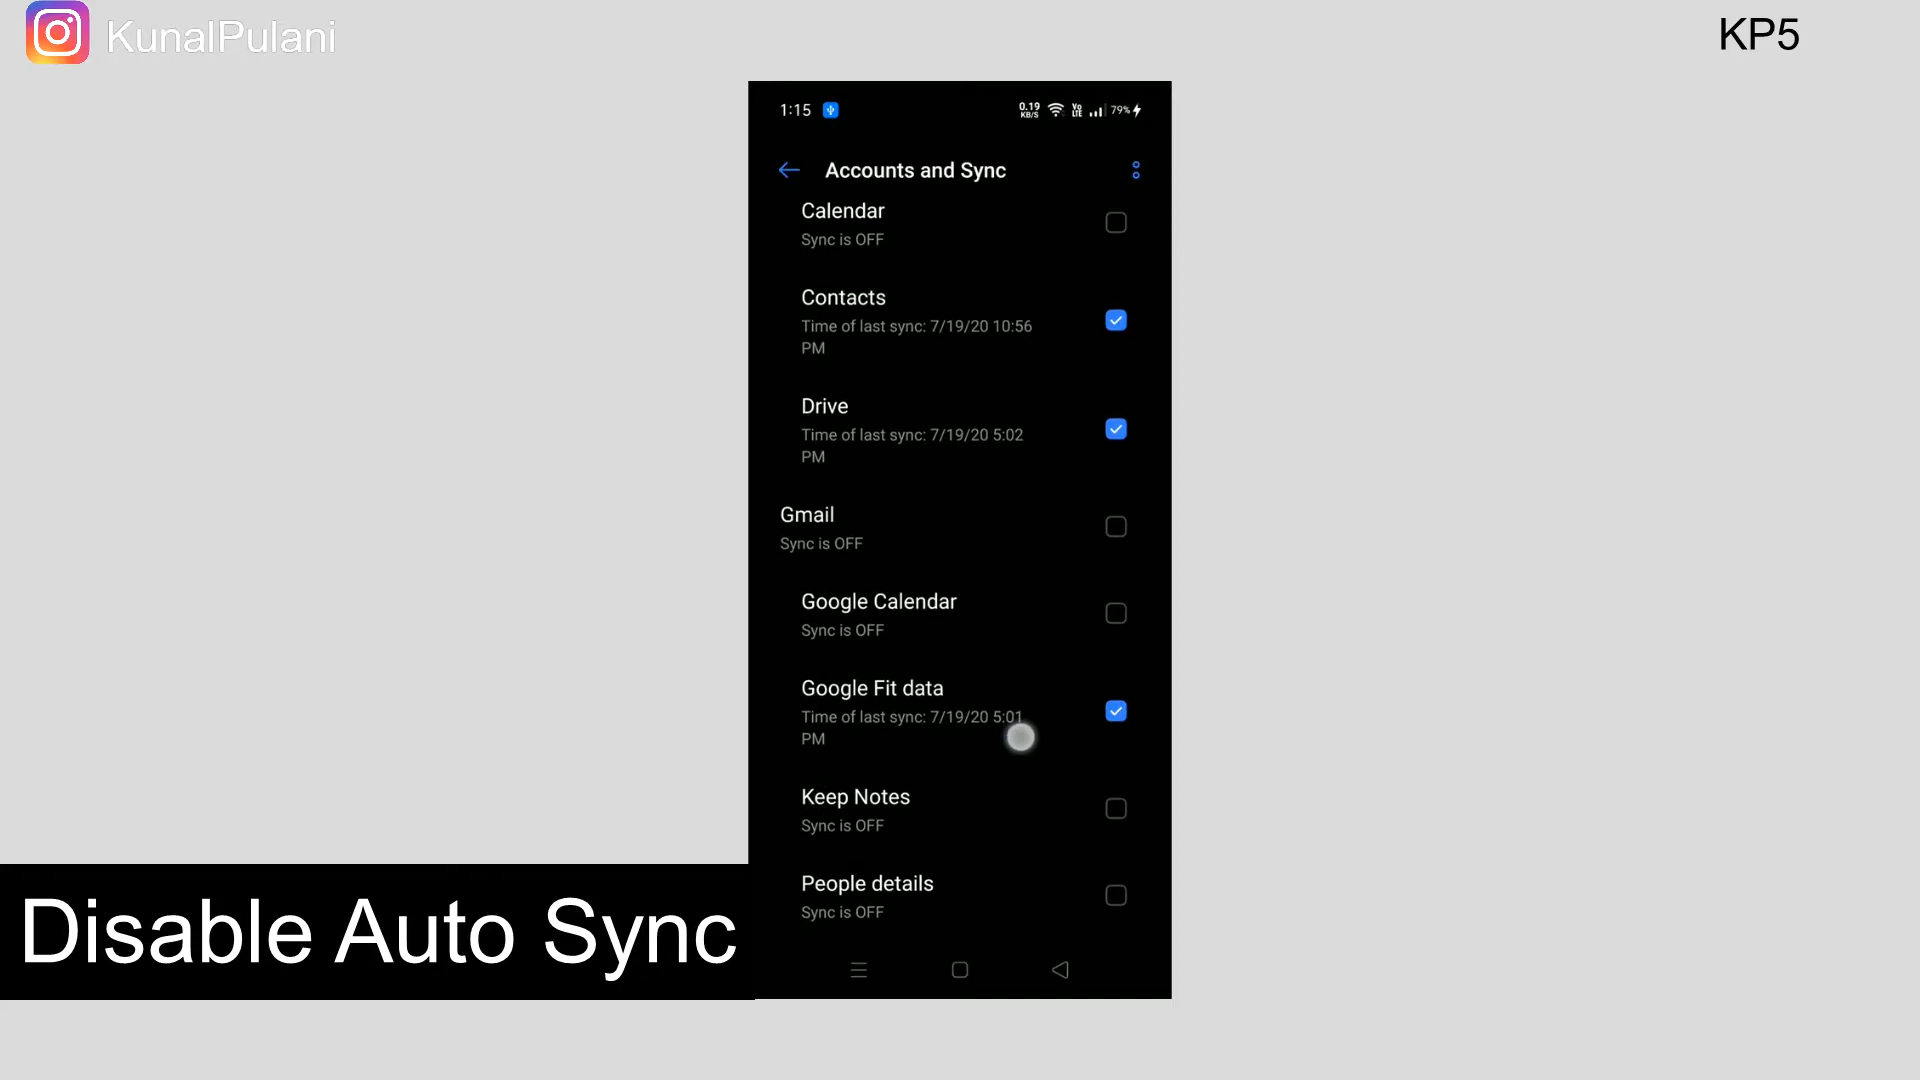 KunalPulani
KP5
1:15
0.19
KB/S
Vo
LTE
79%
Accounts and Sync
Calendar
Sync is OFF
Contacts
Time of last sync: 7/19/20 10:56
PM
Drive
Time of last sync: 7/19/20 5:02
PM
Gmail
Sync is OFF
Google Calendar
Sync is OFF
Google Fit data
Time of last sync: 7/19/20 5:01
PM
Keep Notes
Sync is OFF
People details
Sync is OFF
Disable Auto Sync